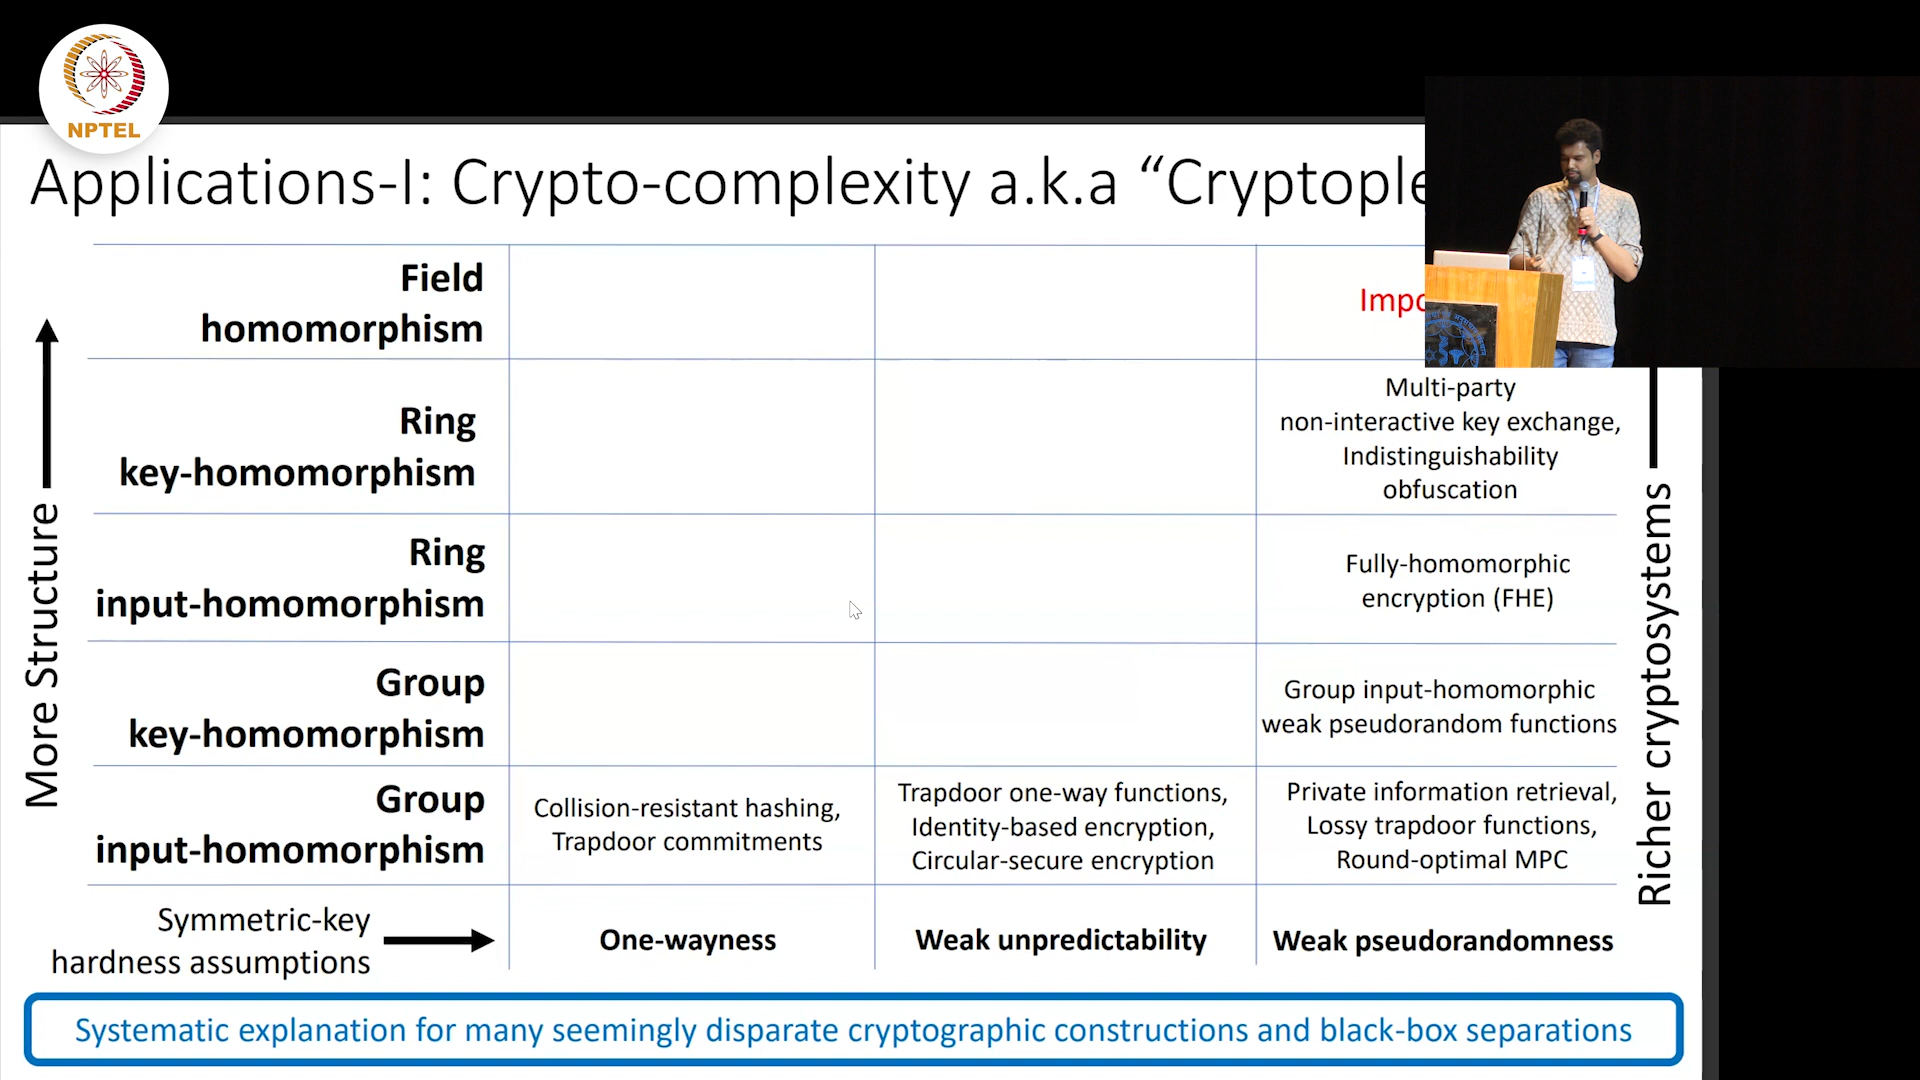 NPTEL
Applications-I: Crypto-complexity a.k.a
Field
homomorphism
Multi-party
non-interactive key exchange,
Indistinguishability
obfuscation
Ring
key-homomorphism
Ring
input-homomorphism
Fully-homomorphic
encryption (FHE)
Group
key-homomorphism
Group input-homomorphic
weak pseudorandom functions
Group
input-homomorphism
Collision-resistant hashing,
Trapdoor commitments
Trapdoor one-way functions,
Identity-based encryption,
Circular-secure encryption
Private information retrieval,
Lossy trapdoor functions,
Round-optimal MPC
More Structure
Richer cryptosystems
Symmetric-key
hardness assumptions
One-wayness
Weak unpredictability
Weak pseudorandomness
Systematic explanation for many seemingly disparate cryptographic constructions and black-box separations